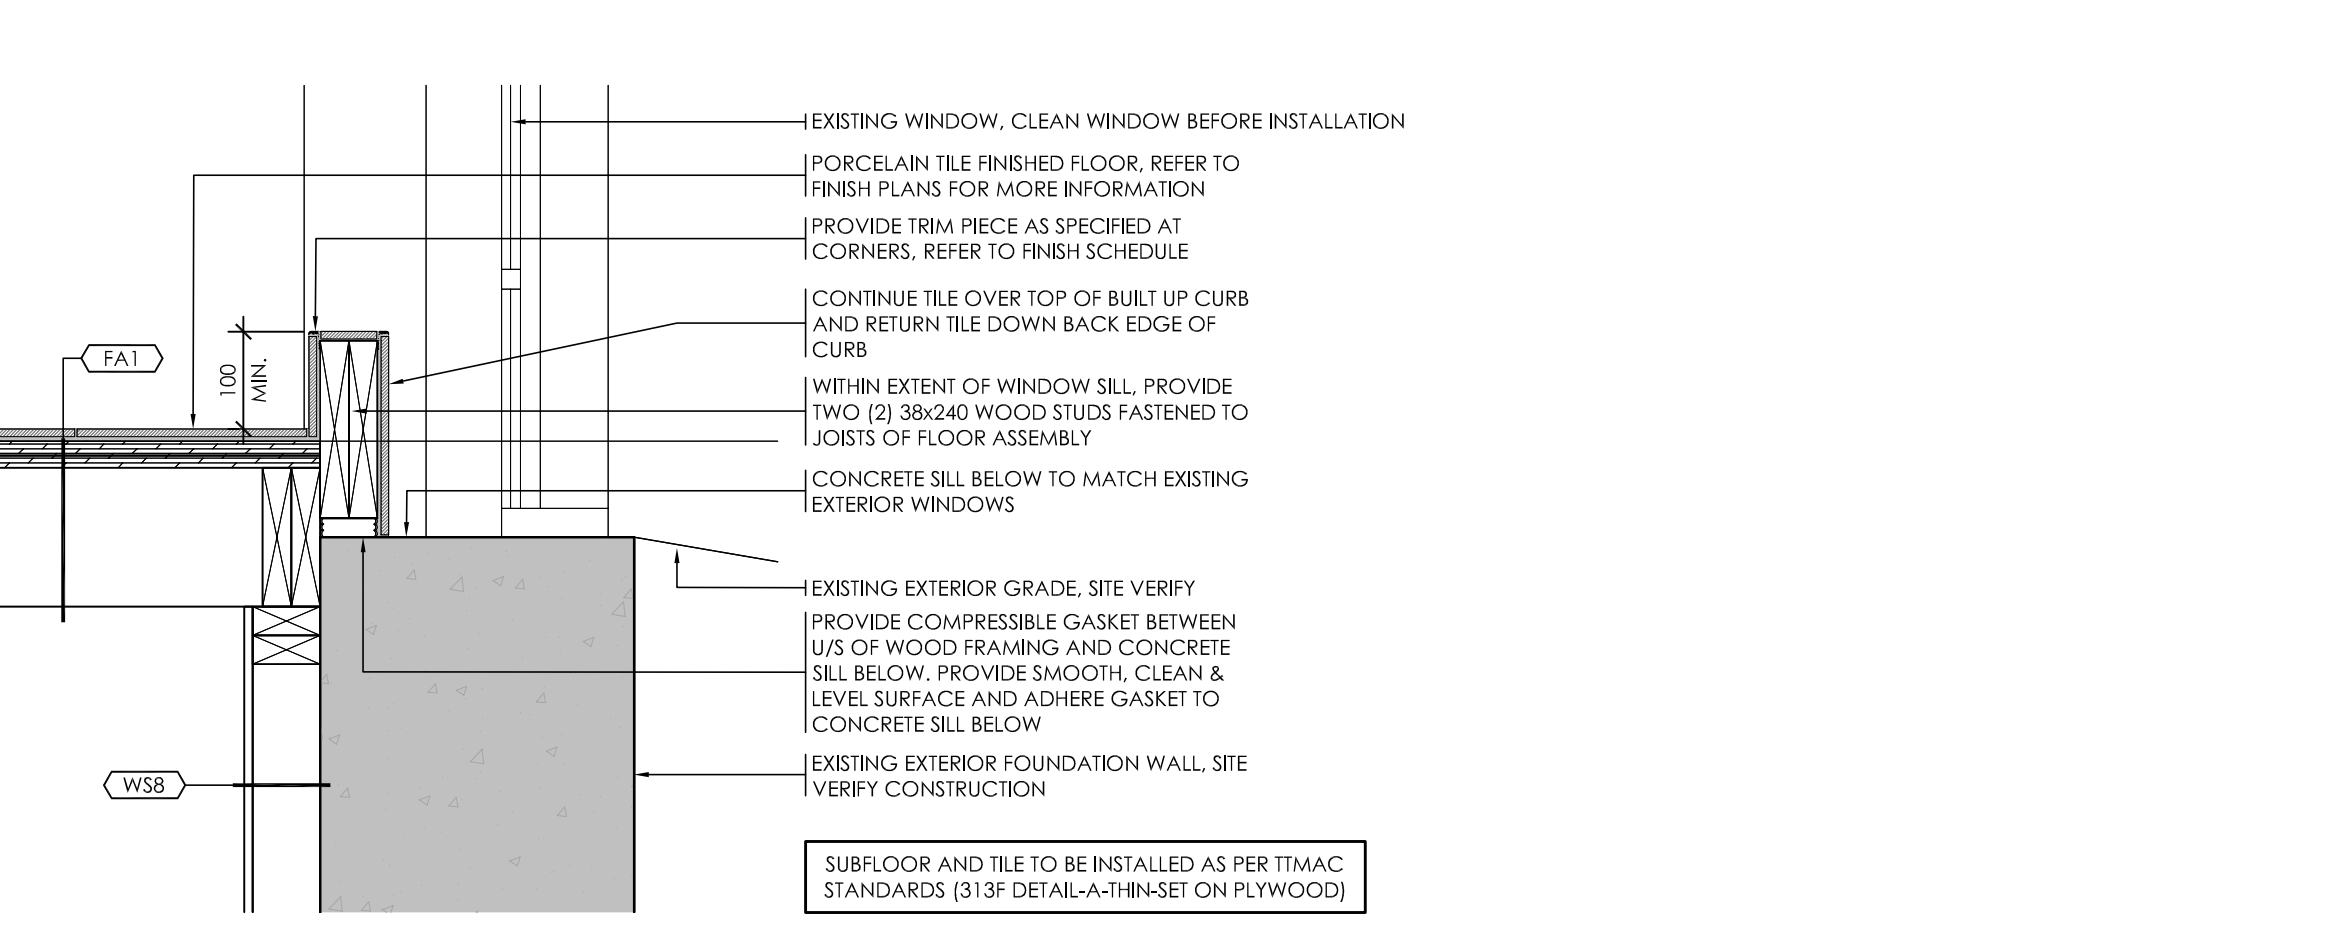 EXISTING WINDOW, CLEAN WINDOW BEFORE INSTALLATION
PORCELAIN TILE FINISHED FLOOR, REFER TO
FINISH PLANS FOR MORE INFORMATION
PROVIDE TRIM PIECE AS SPECIFIED AT
CORNERS, REFER TO FINISH SCHEDULE
CONTINUE TILE OVER TOP OF BUILT UP CURB
AND RETURN TILE DOWN BACK EDGE OF
CURB
FA1
100
MIN.
WITHIN EXTENT OF WINDOW SILL, PROVIDE
TWO (2) 38x240 WOOD STUDS FASTENED TO
JOISTS OF FLOOR ASSEMBLY
CONCRETE SILL BELOW TO MATCH EXISTING
EXTERIOR WINDOWS
EXISTING EXTERIOR GRADE, SITE VERIFY
PROVIDE COMPRESSIBLE GASKET BETWEEN
U/S OF WOOD FRAMING AND CONCRETE
SILL BELOW. PROVIDE SMOOTH, CLEAN &
LEVEL SURFACE AND ADHERE GASKET TO
CONCRETE SILL BELOW
EXISTING EXTERIOR FOUNDATION WALL, SITE
VERIFY CONSTRUCTION
WS8
SUBFLOOR AND TILE TO BE INSTALLED AS PER TTMAC
STANDARDS (313F DETAIL-A-THIN-SET ON PLYWOOD)